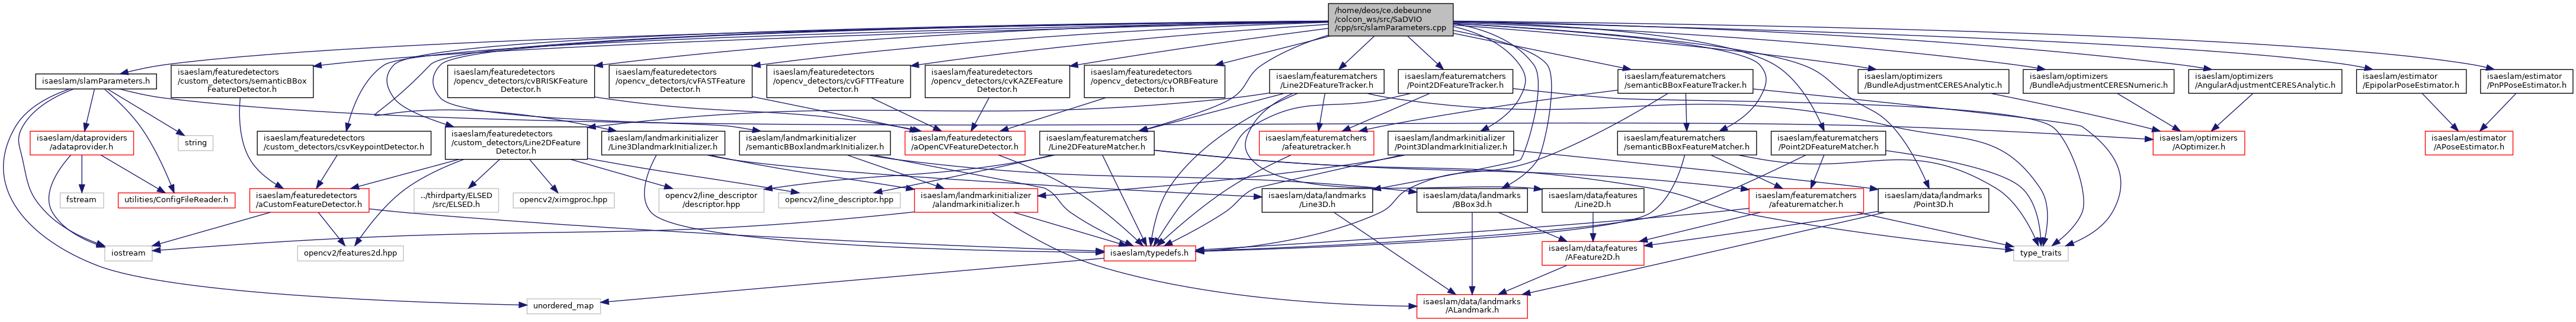 /home/deos/ce.debeunne
/colcon_ws/src/SaDVIO
/cpp/src/slamParameters.cpp
isaeslam/slamParameters.h
isaeslam/featuredetectors
/custom_detectors/semanticBBox
FeatureDetector.h
isaeslam/featuredetectors
/opencv_detectors/cvBRISKFeature
Detector.h
isaeslam/featuredetectors
/opencv_detectors/cvFASTFeature
Detector.h
isaeslam/featuredetectors
/opencv_detectors/cvGFTTFeature
Detector.h
isaeslam/featuredetectors
/opencv_detectors/cvKAZEFeature
Detector.h
isaeslam/featuredetectors
/opencv_detectors/cvORBFeature
Detector.h
isaeslam/featurematchers
/Line2DFeatureTracker.h
isaeslam/featurematchers
/Point2DFeatureTracker.h
isaeslam/featurematchers
/semanticBBoxFeatureTracker.h
isaeslam/optimizers
/BundleAdjustmentCERESAnalytic.h
isaeslam/optimizers
/BundleAdjustmentCERESNumeric.h
isaeslam/optimizers
/AngularAdjustmentCERESAnalytic.h
isaeslam/estimator
/EpipolarPoseEstimator.h
isaeslam/estimator
/PnPPoseEstimator.h
isaeslam/dataproviders
/adataprovider.h
string
isaeslam/featuredetectors
/custom_detectors/csvKeypointDetector.h
isaeslam/featuredetectors
/custom_detectors/Line2DFeature
Detector.h
isaeslam/landmarkinitializer
/Line3DlandmarkInitializer.h
isaeslam/landmarkinitializer
/semanticBBoxlandmarkInitializer.h
isaeslam/featuredetectors
/aOpenCVFeatureDetector.h
isaeslam/featurematchers
/Line2DFeatureMatcher.h
isaeslam/featurematchers
/afeaturetracker.h
isaeslam/landmarkinitializer
/Point3DlandmarkInitializer.h
isaeslam/featurematchers
/semanticBBoxFeatureMatcher.h
isaeslam/featurematchers
/Point2DFeatureMatcher.h
isaeslam/optimizers
/AOptimizer.h
isaeslam/estimator
/APoseEstimator.h
fstream
utilities/ConfigFileReader.h
isaeslam/featuredetectors
/aCustomFeatureDetector.h
../thirdparty/ELSED
/src/ELSED.h
opencv2/ximgproc.hpp
opencv2/line_descriptor
/descriptor.hpp
opencv2/line_descriptor.hpp
isaeslam/landmarkinitializer
/alandmarkinitializer.h
isaeslam/data/landmarks
/Line3D.h
isaeslam/data/landmarks
/BBox3d.h
isaeslam/data/features
/Line2D.h
isaeslam/featurematchers
/afeaturematcher.h
isaeslam/data/landmarks
/Point3D.h
iostream
opencv2/features2d.hpp
isaeslam/typedefs.h
isaeslam/data/features
/AFeature2D.h
type_traits
unordered_map
isaeslam/data/landmarks
/ALandmark.h